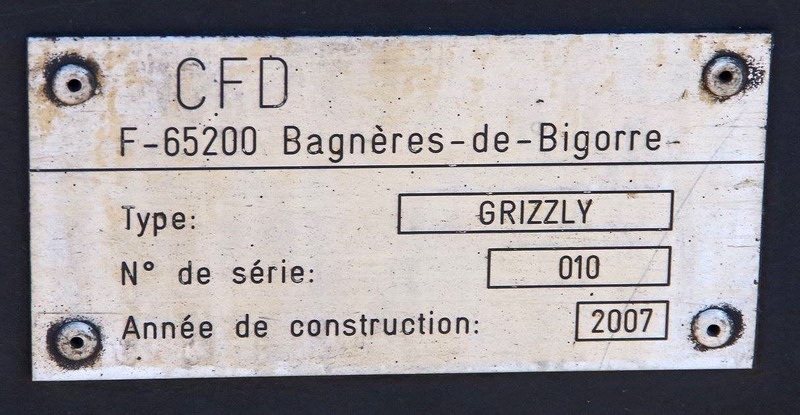 CFD
F-65200 Bagnères-de-Bigorre
Type: GRIZZLY
N° de série: 010
Année de construction: 2007